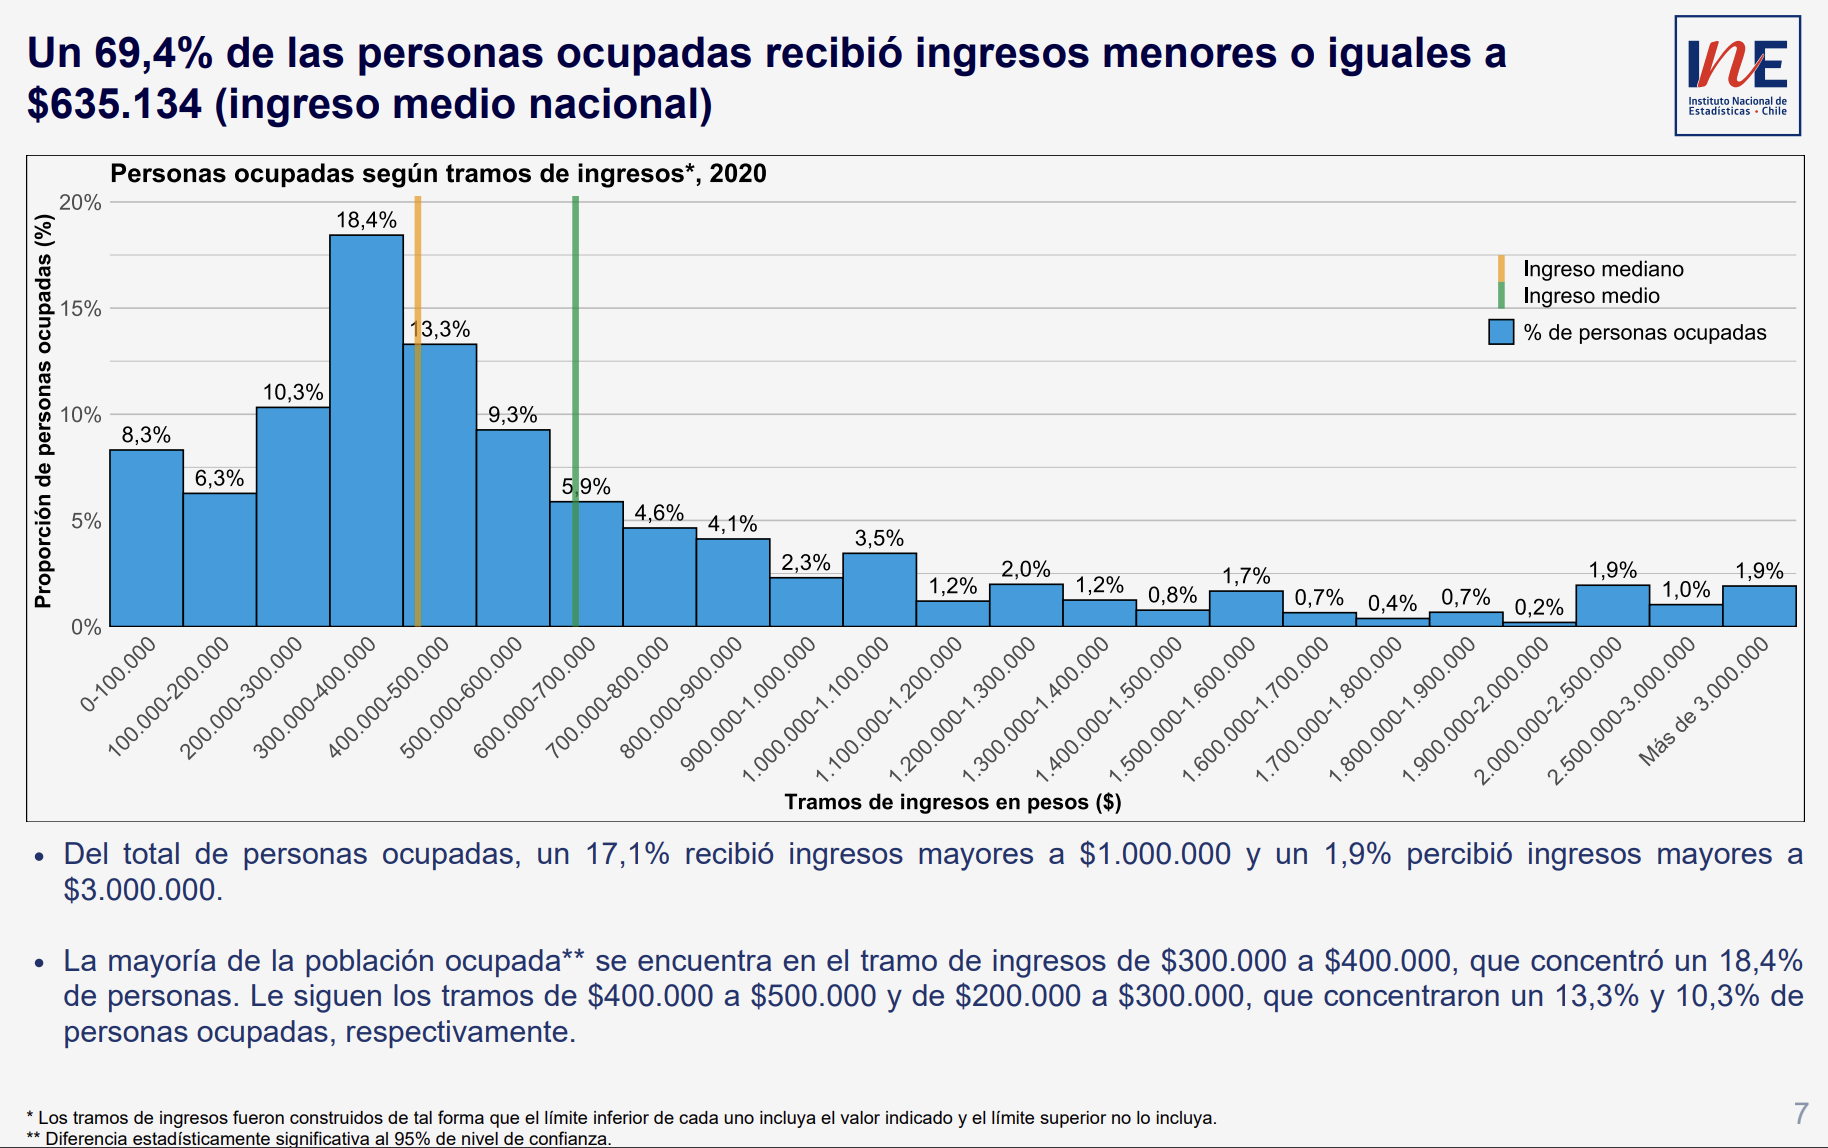 Un 69,4% de las personas ocupadas recibió ingresos menores o iguales a
$635.134 (ingreso medio nacional)
INE
Instituto Nacional de
Estadísticas • Chile
Personas ocupadas según tramos de ingresos*, 2020
Proporción de personas ocupadas (%)
20%
15%
10%
5%
0%
8,3%
6,3%
10,3%
18,4%
13,3%
9,3%
5,9%
4,6%
4,1%
2,3%
3,5%
1,2%
2,0%
1,2%
0,8%
1,7%
0,7%
0,4%
0,7%
0,2%
1,9%
1,0%
1,9%
Ingreso mediano
Ingreso medio
% de personas ocupadas
0-100.000
100.000-200.000
200.000-300.000
300.000-400.000
400.000-500.000
500.000-600.000
600.000-700.000
700.000-800.000
800.000-900.000
900.000-1.000.000
1.000.000-1.100.000
1.100.000-1.200.000
1.200.000-1.300.000
1.300.000-1.400.000
1.400.000-1.500.000
1.500.000-1.600.000
1.600.000-1.700.000
1.700.000-1.800.000
1.800.000-1.900.000
1.900.000-2.000.000
2.000.000-2.500.000
2.500.000-3.000.000
Más de 3.000.000
Tramos de ingresos en pesos ($)
• Del total de personas ocupadas, un 17,1% recibió ingresos mayores a $1.000.000 y un 1,9% percibió ingresos mayores a
$3.000.000.
• La mayoría de la población ocupada** se encuentra en el tramo de ingresos de $300.000 a $400.000, que concentró un 18,4%
de personas. Le siguen los tramos de $400.000 a $500.000 y de $200.000 a $300.000, que concentraron un 13,3% y 10,3% de
personas ocupadas, respectivamente.
* Los tramos de ingresos fueron construidos de tal forma que el límite inferior de cada uno incluya el valor indicado y el límite superior no lo incluya.
** Diferencia estadísticamente significativa al 95% de nivel de confianza.
7